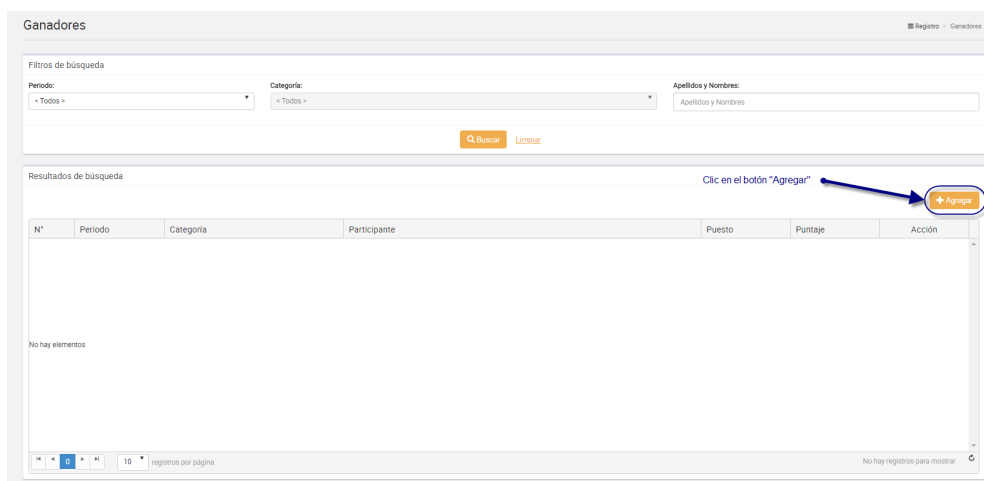 Ganadores
Registro > Ganadores
Filtros de búsqueda
Periodo: Categoría: Apellidos y Nombres:
< Todos > < Todos > Apellidos y Nombres
Buscar Limpiar
Resultados de búsqueda
Clic en el botón "Agregar"
+ Agregar
N° Periodo Categoría Participante Puesto Puntaje Acción
No hay elementos
0 10 registros por página No hay registros para mostrar